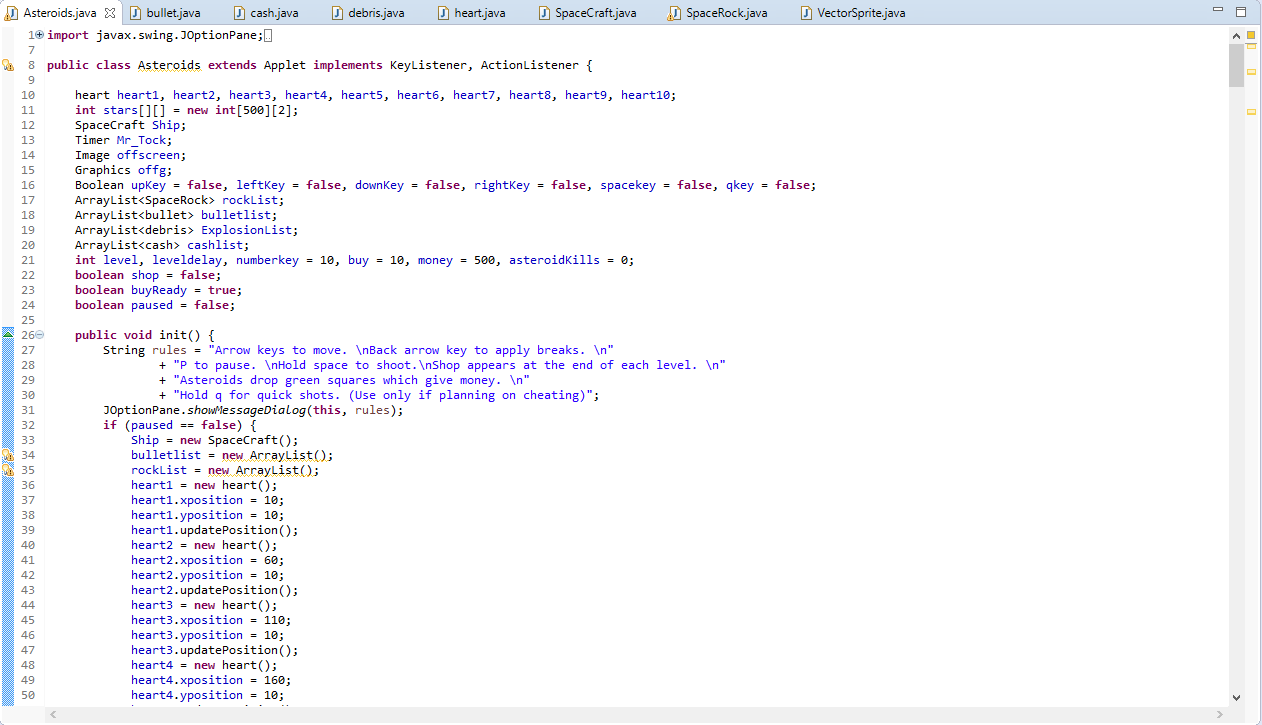 Asteroids.java bullet.java cash.java debris.java heart.java SpaceCraft.java SpaceRock.java VectorSprite.java
1 import javax.swing.JOptionPane;
7
8 public class Asteroids extends Applet implements KeyListener, ActionListener {
9
10 heart heart1, heart2, heart3, heart4, heart5, heart6, heart7, heart8, heart9, heart10;
11 int stars[][] = new int[500][2];
12 SpaceCraft Ship;
13 Timer Mr_Tock;
14 Image offscreen;
15 Graphics offg;
16 Boolean upKey = false, leftKey = false, downKey = false, rightKey = false, spacekey = false, qkey = false;
17 ArrayList<SpaceRock> rockList;
18 ArrayList<bullet> bulletlist;
19 ArrayList<debris> ExplosionList;
20 ArrayList<cash> cashlist;
21 int level, leveldelay, numberkey = 10, buy = 10, money = 500, asteroidKills = 0;
22 boolean shop = false;
23 boolean buyReady = true;
24 boolean paused = false;
25
26 public void init() {
27 String rules = "Arrow keys to move. \nBack arrow key to apply breaks. \n"
28 + "P to pause. \nHold space to shoot.\nShop appears at the end of each level. \n"
29 + "Asteroids drop green squares which give money. \n"
30 + "Hold q for quick shots. (Use only if planning on cheating)";
31 JOptionPane.showMessageDialog(this, rules);
32 if (paused == false) {
33 Ship = new SpaceCraft();
34 bulletlist = new ArrayList();
35 rockList = new ArrayList();
36 heart1 = new heart();
37 heart1.xposition = 10;
38 heart1.yposition = 10;
39 heart1.updatePosition();
40 heart2 = new heart();
41 heart2.xposition = 60;
42 heart2.yposition = 10;
43 heart2.updatePosition();
44 heart3 = new heart();
45 heart3.xposition = 110;
46 heart3.yposition = 10;
47 heart3.updatePosition();
48 heart4 = new heart();
49 heart4.xposition = 160;
50 heart4.yposition = 10;